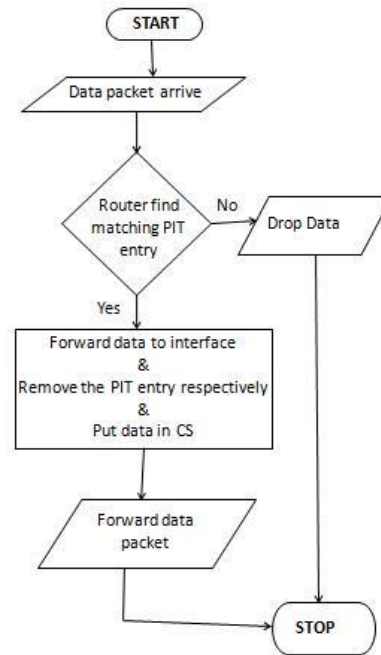 START
Data packet arrive
Router find
matching PIT
entry
No
Drop Data
Yes
Forward data to interface
&
Remove the PIT entry respectively
&
Put data in CS
Forward data
packet
STOP